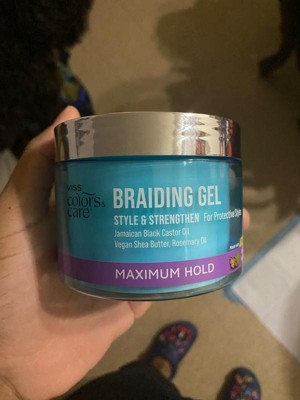 colors&
care
BRAIDING GEL
STYLE & STRENGTHEN For Protective Styles
Jamaican Black Castor Oil,
Vegan Shea Butter, Rosemary Oil
MAXIMUM HOLD